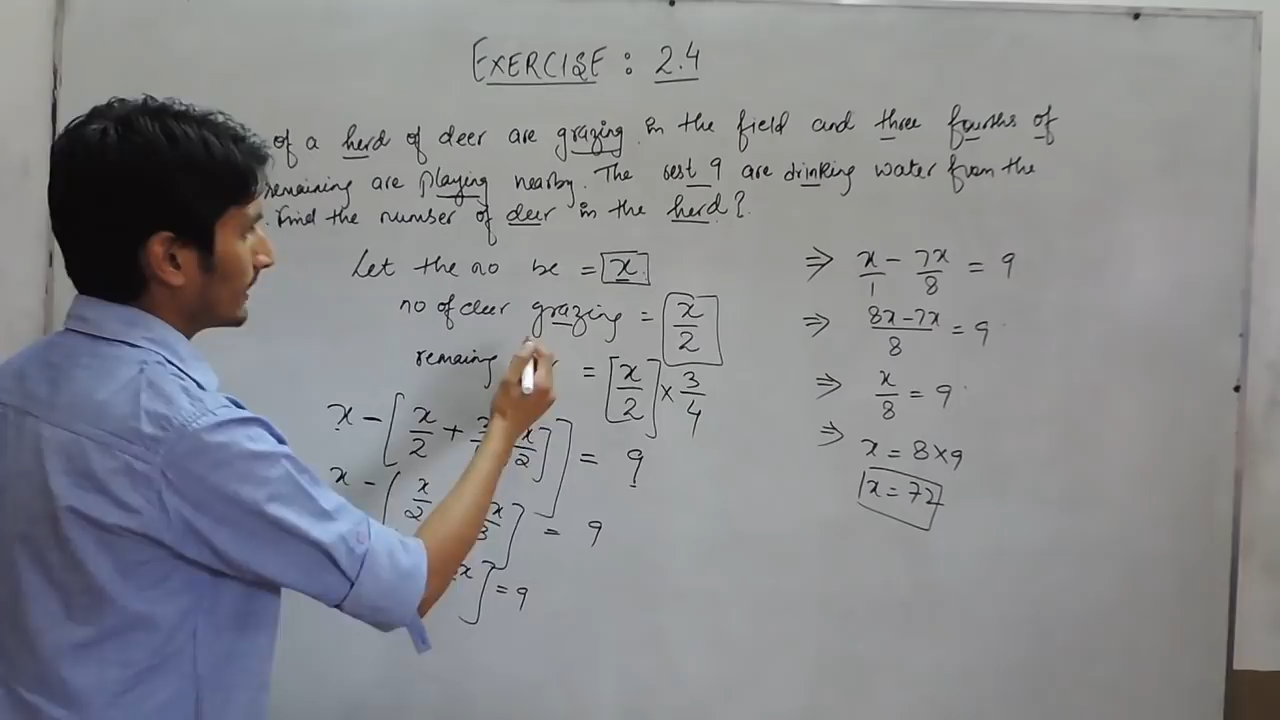 EXERCISE : 2.4
of a herd of deer are grazing in the field and three fourths of
remaining are playing nearby. The rest 9 are drinking water from the
. Find the number of deer in the herd?
Let the no be = x.
no of deer grazing = x/2
remaing = [x/2] × 3/4
x - [x/2 + x/2]] = 9
x - [x/2 x/8] = 9
x] = 9
⇒ x/1 - 7x/8 = 9
⇒ 8x-7x/8 = 9
⇒ x/8 = 9
⇒ x = 8×9
x = 72